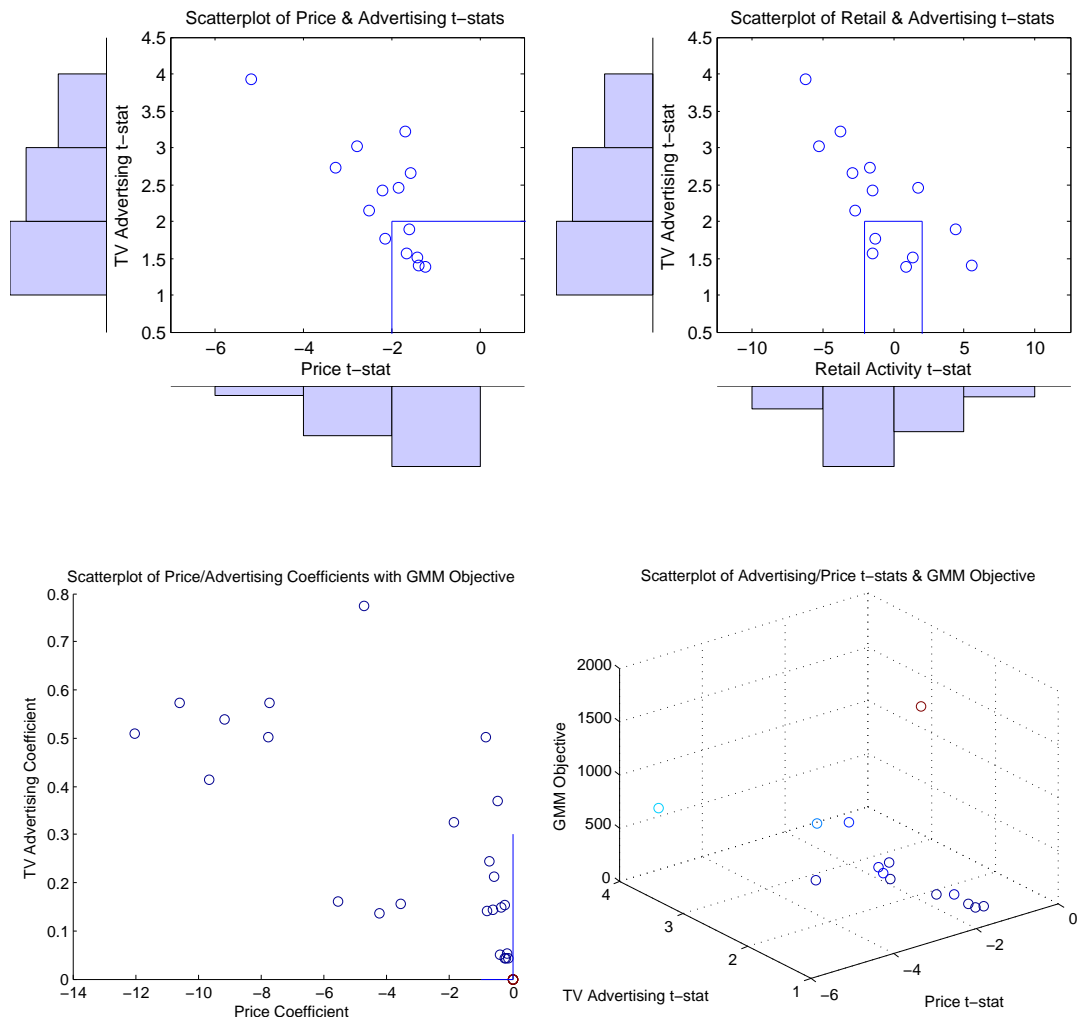 Scatterplot of Price & Advertising t−stats
4.5
4
3.5
3
2.5
2
1.5
1
0.5
TV Advertising t−stat
−6 −4 −2 0
Price t−stat
Scatterplot of Retail & Advertising t−stats
4.5
4
3.5
3
2.5
2
1.5
1
0.5
TV Advertising t−stat
−10 −5 0 5 10
Retail Activity t−stat
Scatterplot of Price/Advertising Coefficients with GMM Objective
0.8
0.7
0.6
0.5
0.4
0.3
0.2
0.1
0
TV Advertising Coefficient
−14 −12 −10 −8 −6 −4 −2 0
Price Coefficient
Scatterplot of Advertising/Price t−stats & GMM Objective
2000
1500
1000
500
0
GMM Objective
4
3
2
1
TV Advertising t−stat
−6
−4
−2
0
Price t−stat